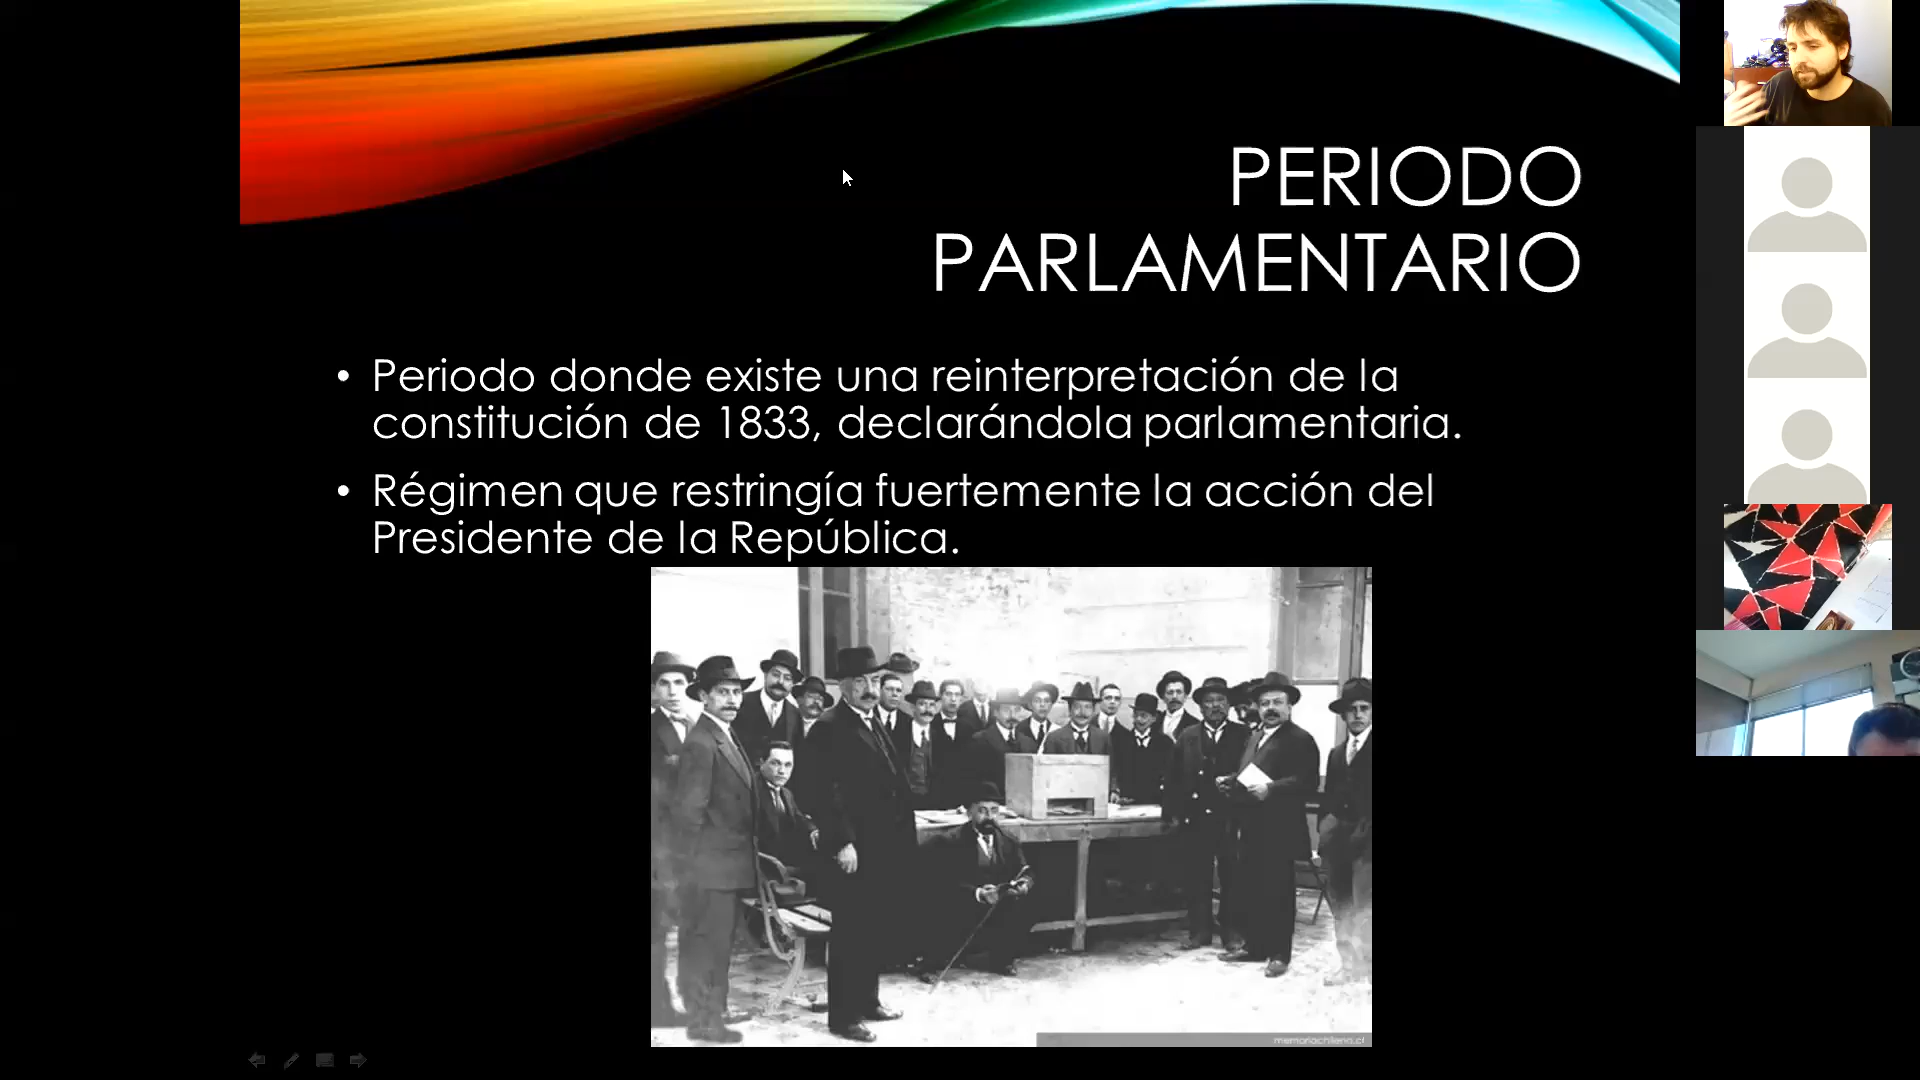 PERIODO
PARLAMENTARIO
• Periodo donde existe una reinterpretación de la
constitución de 1833, declarándola parlamentaria.
• Régimen que restringía fuertemente la acción del
Presidente de la República.
memoriachilena.cl